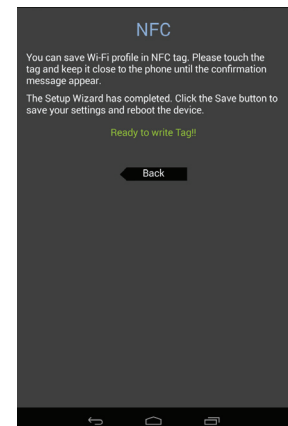 NFC
You can save Wi-Fi profile in NFC tag. Please touch the
tag and keep it close to the phone until the confirmation
message appear.
The Setup Wizard has completed. Click the Save button to
save your settings and reboot the device.
Ready to write Tag!!
Back